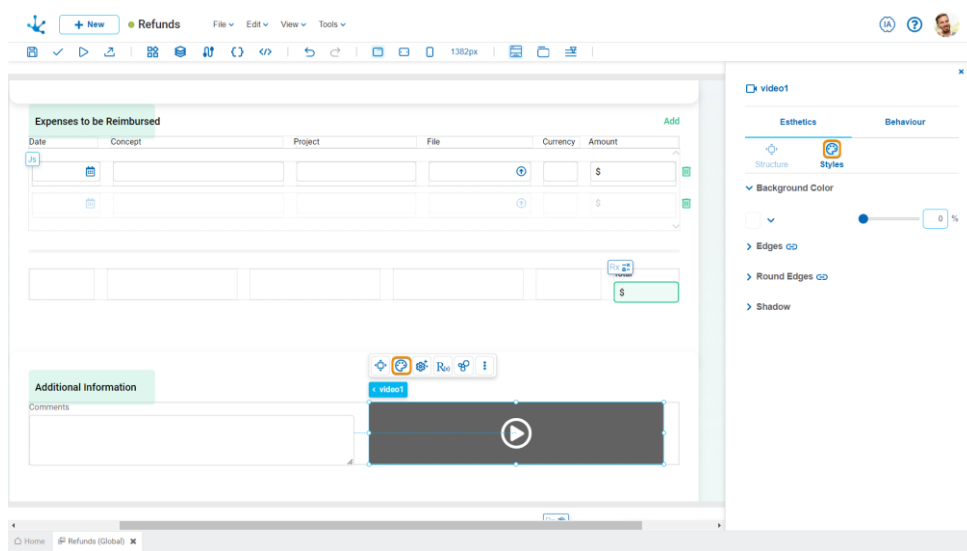 + New
Refunds
File Edit View Tools
IA ?
1382px
video1
Esthetics Behaviour
Structure Styles
Background Color
0 %
Edges
Round Edges
Shadow
Expenses to be Reimbursed Add
Date Concept Project File Currency Amount
Js
$
$
Rx
Total
$
R(x)
‹ video1
Additional Information
Comments
Home Refunds (Global) ✖